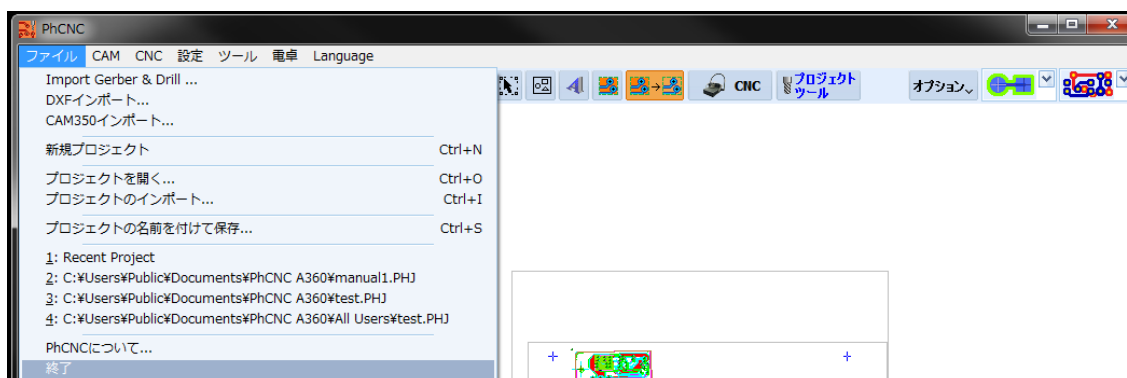 PhCNC
ファイル CAM CNC 設定 ツール 電卓 Language
Import Gerber & Drill ...
DXFインポート...
CAM350インポート...
新規プロジェクト Ctrl+N
プロジェクトを開く... Ctrl+O
プロジェクトのインポート... Ctrl+I
プロジェクトの名前を付けて保存... Ctrl+S
1: Recent Project
2: C:¥Users¥Public¥Documents¥PhCNC A360¥manual1.PHJ
3: C:¥Users¥Public¥Documents¥PhCNC A360¥test.PHJ
4: C:¥Users¥Public¥Documents¥PhCNC A360¥All Users¥test.PHJ
PhCNCについて...
終了
CNC
プロジェクト
ツール
オプション